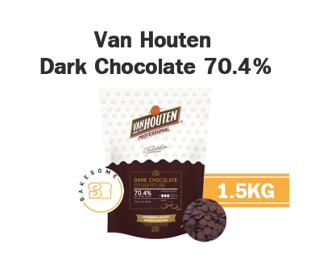 Van Houten
Dark Chocolate 70.4%
VAN HOUTEN
PROFESSIONAL
DARK CHOCOLATE
COUVERTURE
70.4%
BAKESOME
1.5KG